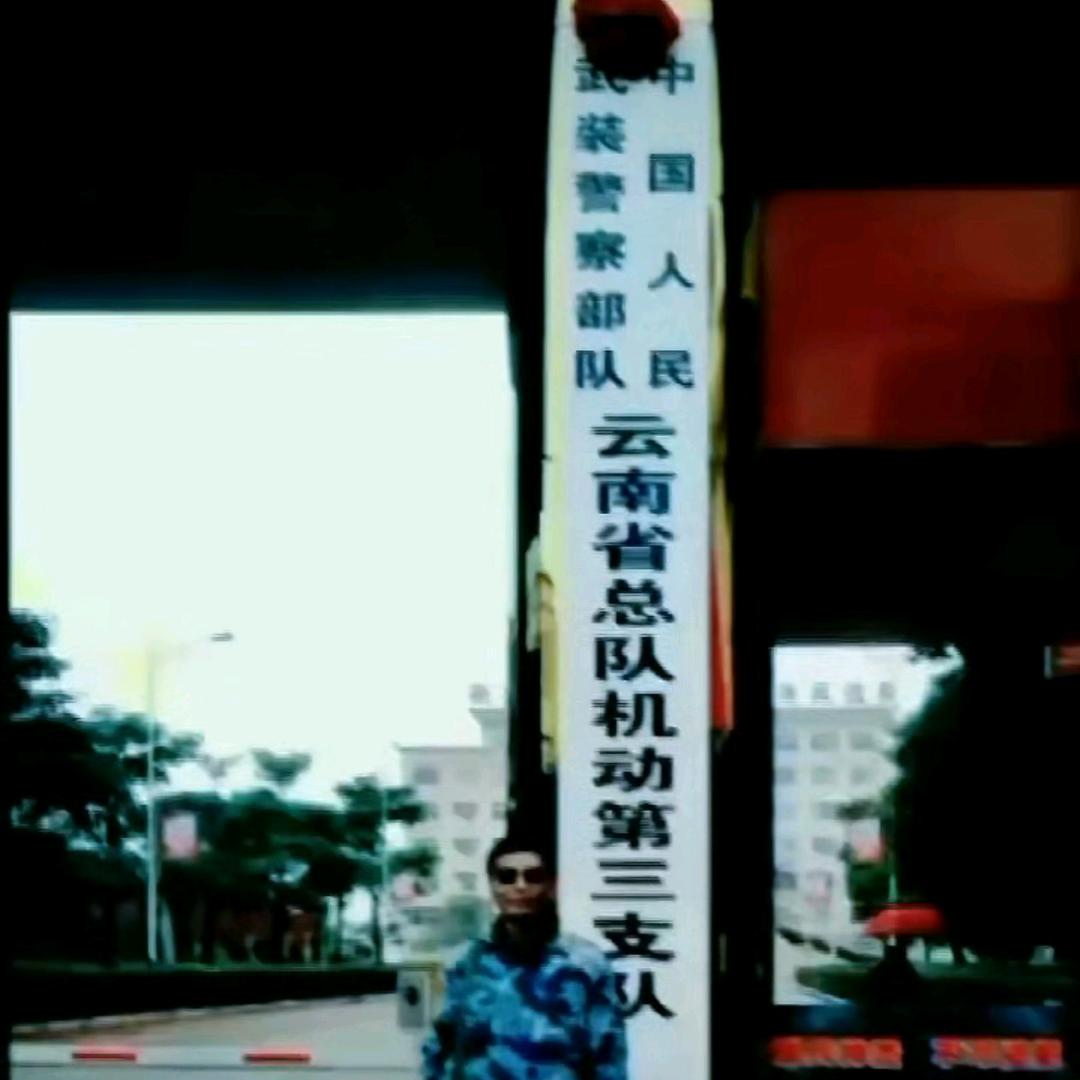 中国人民
武装警察部队
云南省总队机动第三支队